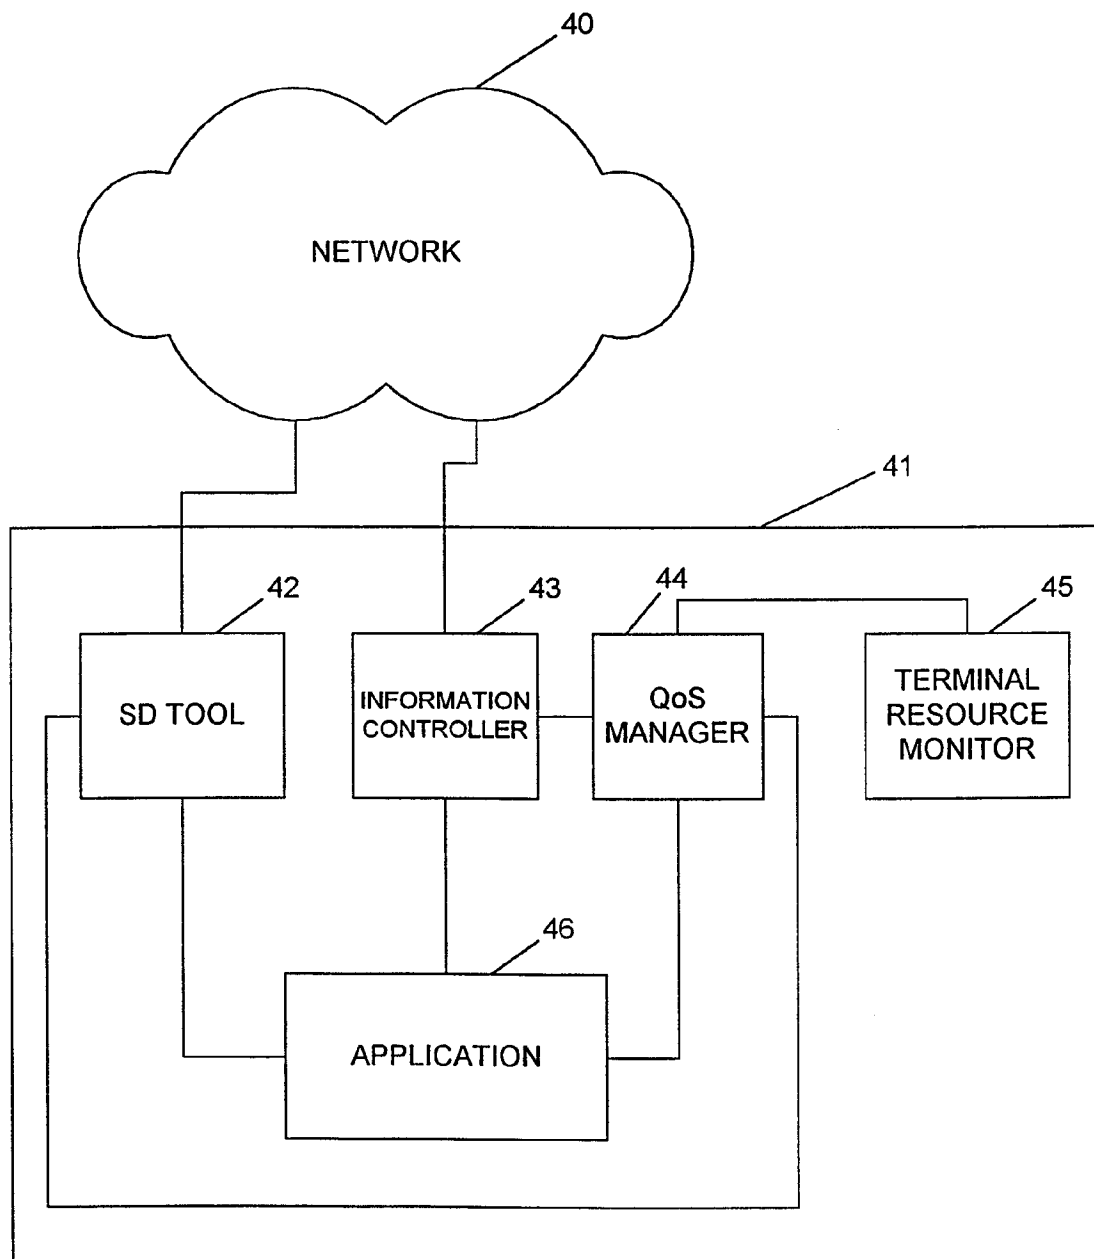 40
NETWORK
41
42
43
44
45
SD TOOL
INFORMATION
CONTROLLER
QoS
MANAGER
TERMINAL
RESOURCE
MONITOR
46
APPLICATION